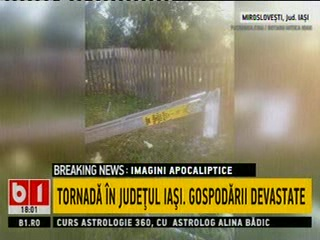 MIROSLOVEȘTI, jud. IAȘI
BREAKING NEWS: IMAGINI APOCALIPTICE
b1
TORNADĂ ÎN JUDEȚUL IAȘI. GOSPODĂRII DEVASTATE
18:01
B1.RO
CURS ASTROLOGIE 360, CU ASTROLOG ALINA BĂDIC